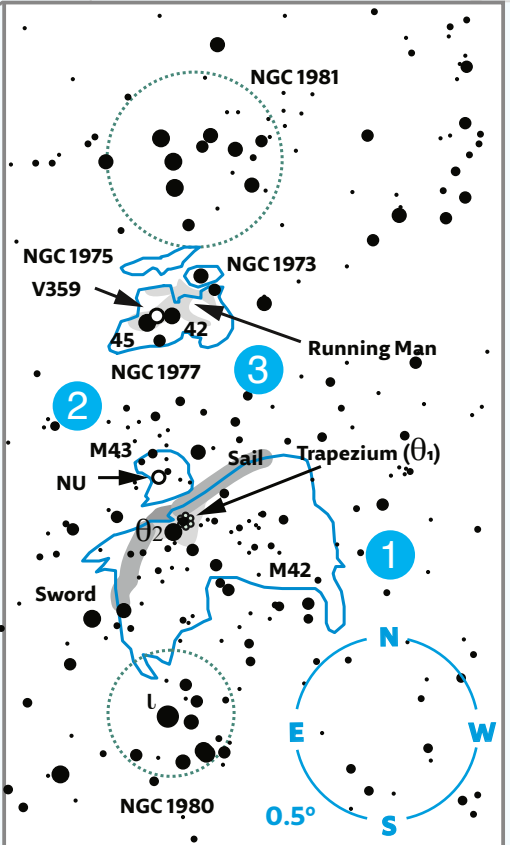 NGC 1981
NGC 1975
NGC 1973
V359
45
42
Running Man
NGC 1977
3
2
M43
Sail
Trapezium (θ₁)
NU
θ₂
1
M42
Sword
N
ι
E
W
NGC 1980
0.5°
S